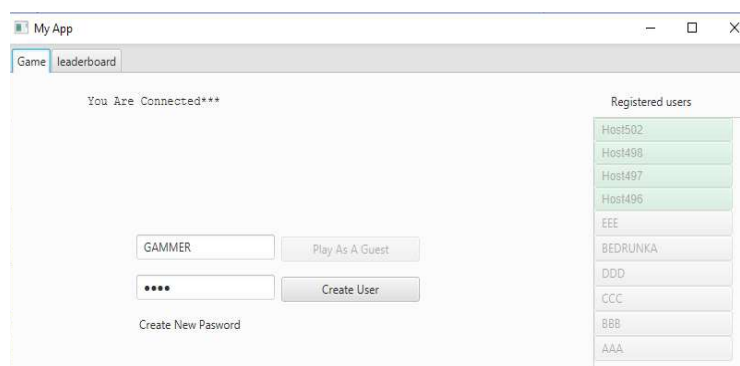 My App
Game leaderboard
You Are Connected***
Registered users
Host502
Host498
Host497
Host496
EEE
BEDRUNKA
DDD
CCC
BBB
AAA
GAMMER
Play As A Guest
••••
Create User
Create New Pasword